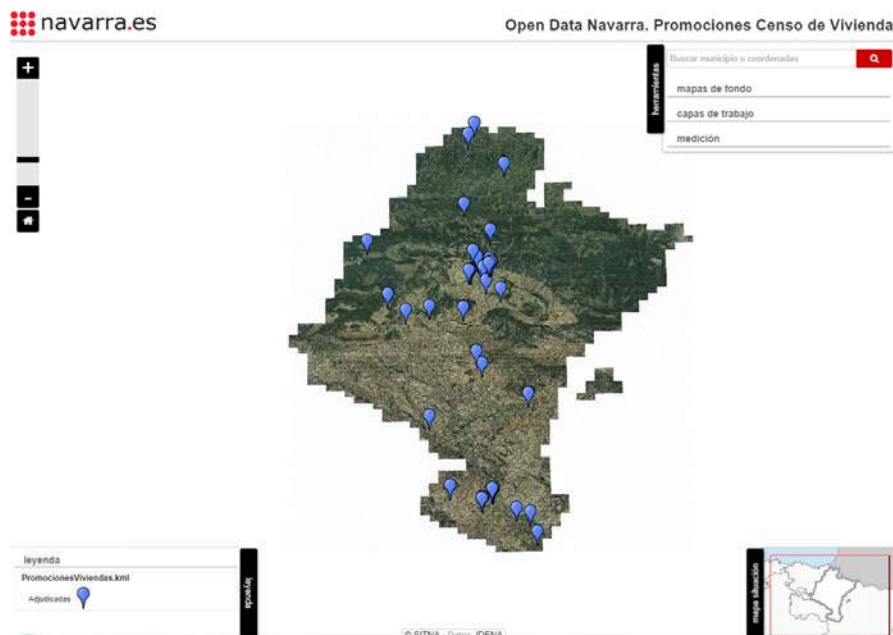 navarra.es
Open Data Navarra. Promociones Censo de Vivienda
+
-
herramientas
Buscar municipio o coordenadas
mapas de fondo
capas de trabajo
medición
leyenda
PromocionesViviendas.kml
Adjudicadas
leyenda
mapa situación
© SITNA - Datos: IDENA